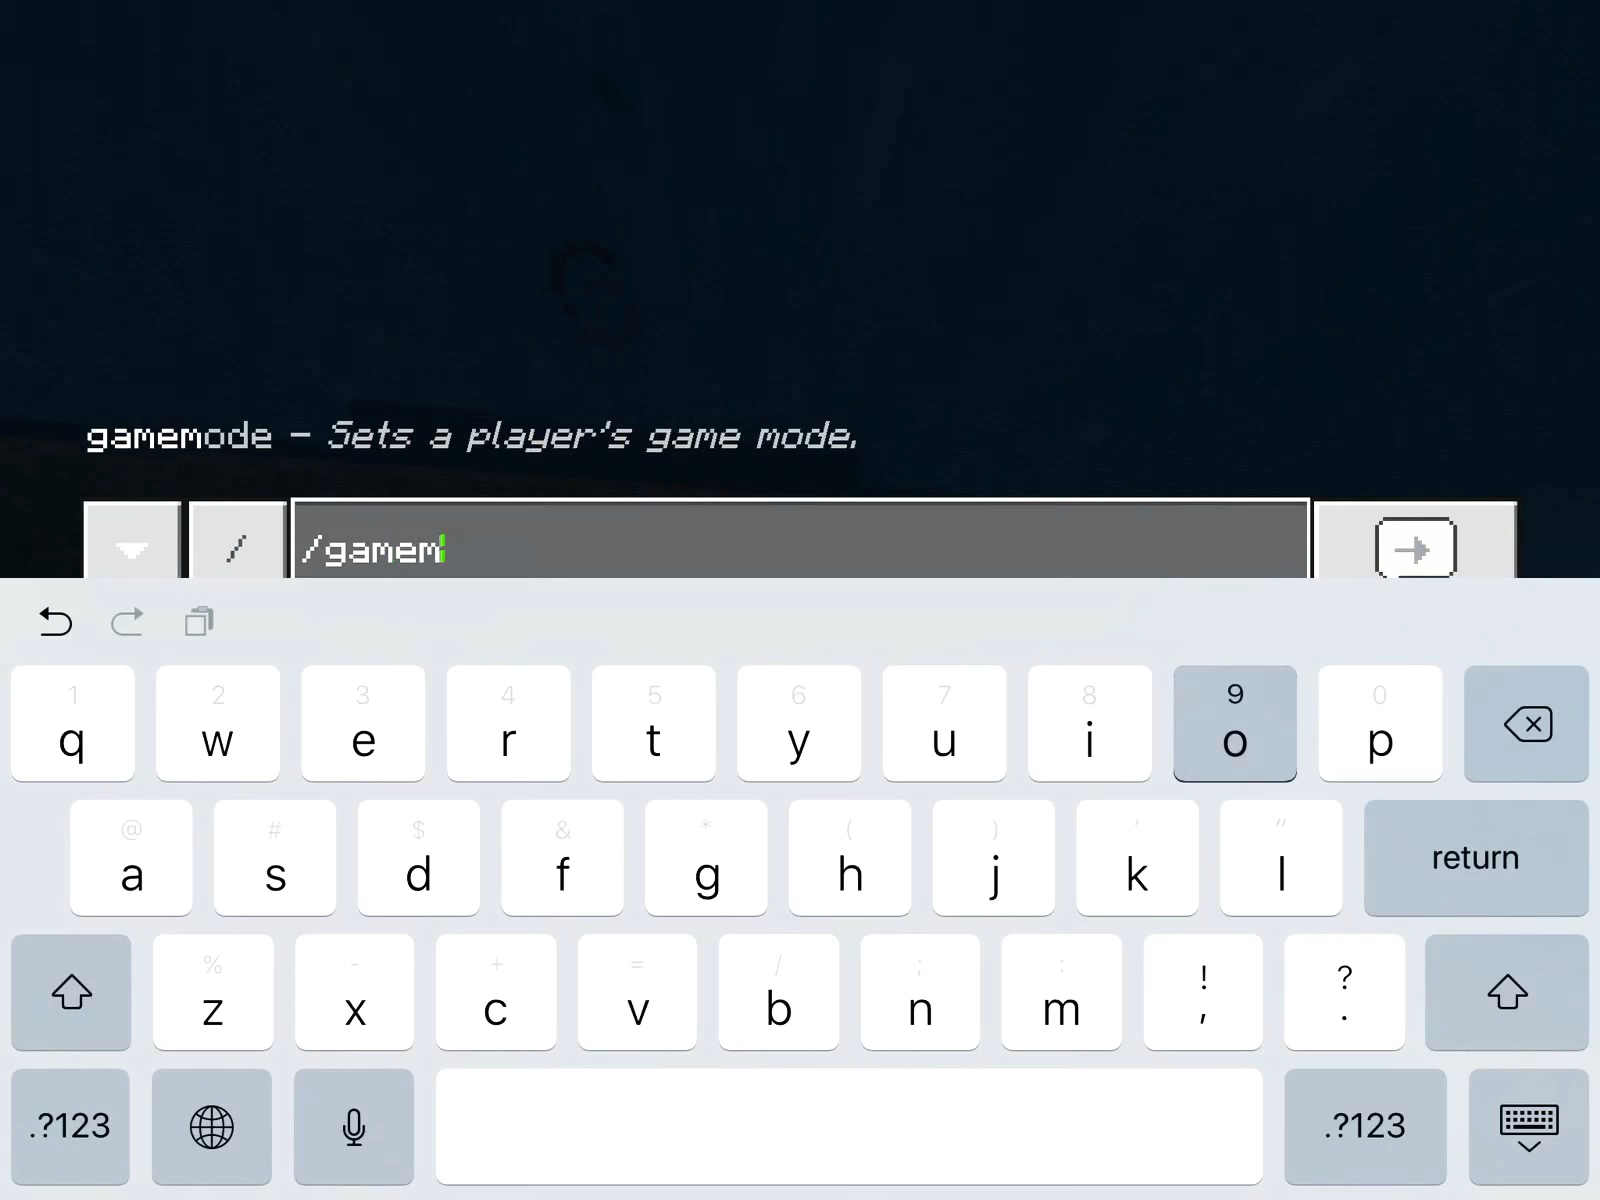 gamemode - Sets a player's game mode.
/ /gamem
1 2 3 4 5 6 7 8 9 0
q w e r t y u i o p
@ # $ & * ( ) ' "
a s d f g h j k l return
% - + = / ; : ! ?
z x c v b n m , .
.?123 .?123